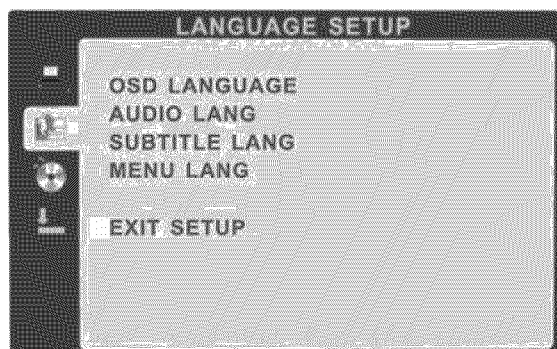 LANGUAGE SETUP
OSD LANGUAGE
AUDIO LANG
SUBTITLE LANG
MENU LANG
EXIT SETUP